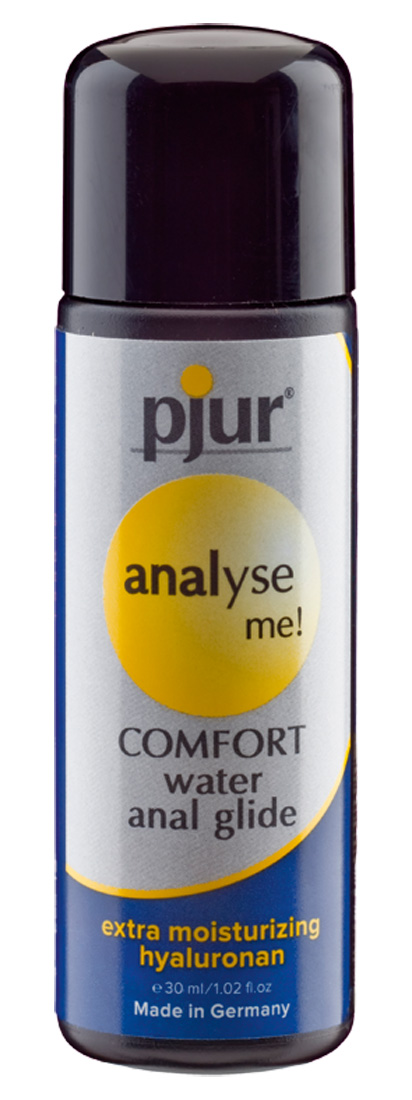 pjur®
analyse
me!
COMFORT
water
anal glide
extra moisturizing
hyaluronan
℮30 ml/1.02 fl.oz
Made in Germany